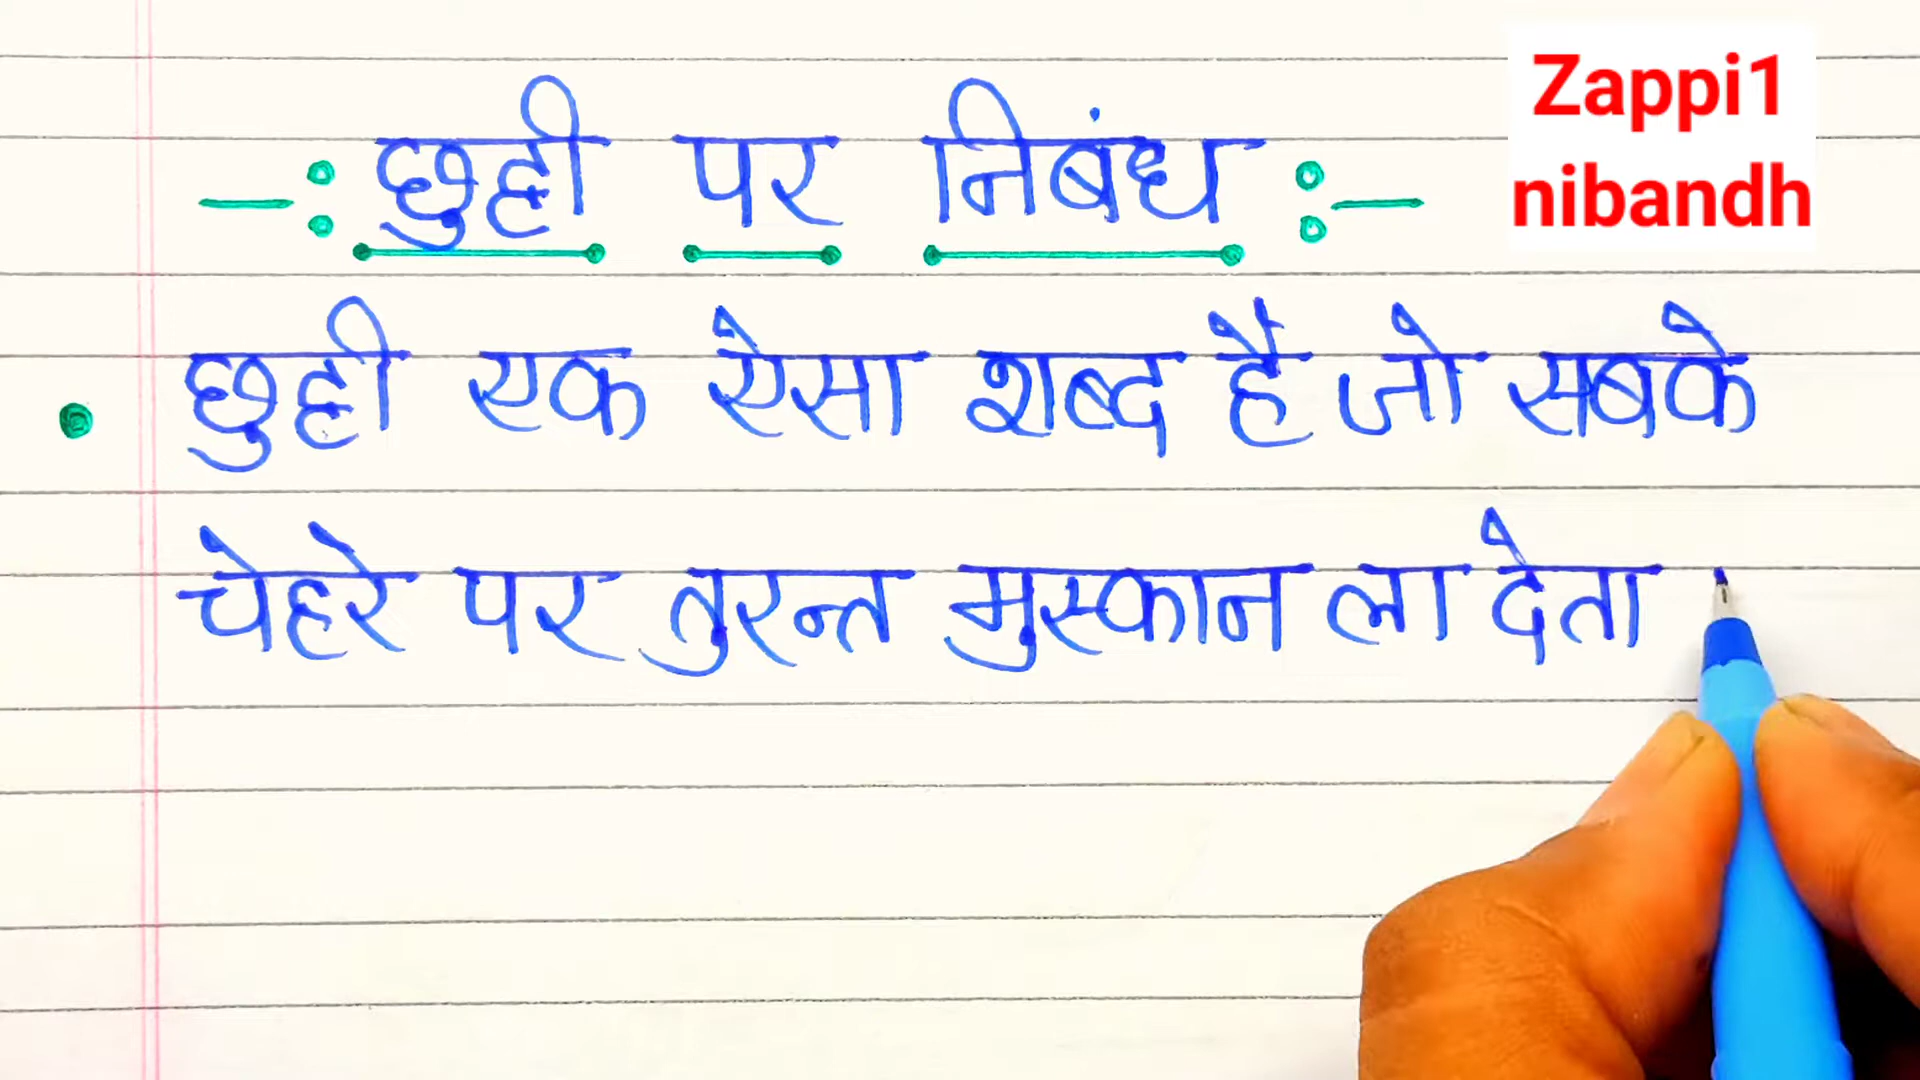 Zappi1
nibandh
-: छुट्टी पर निबंध :-
• छुट्टी एक ऐसा शब्द है जो सबके
चेहरे पर तुरन्त मुस्कान ला देता